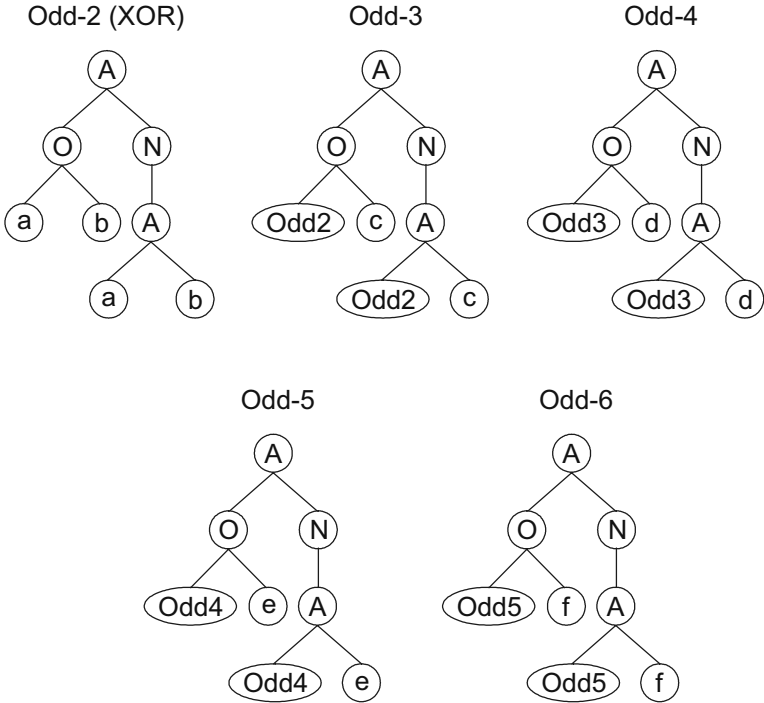 Odd-2 (XOR) Odd-3 Odd-4
A A A
O N O N O N
a b A Odd2 c A Odd3 d A
a b Odd2 c Odd3 d
Odd-5 Odd-6
A A
O N O N
Odd4 e A Odd5 f A
Odd4 e Odd5 f